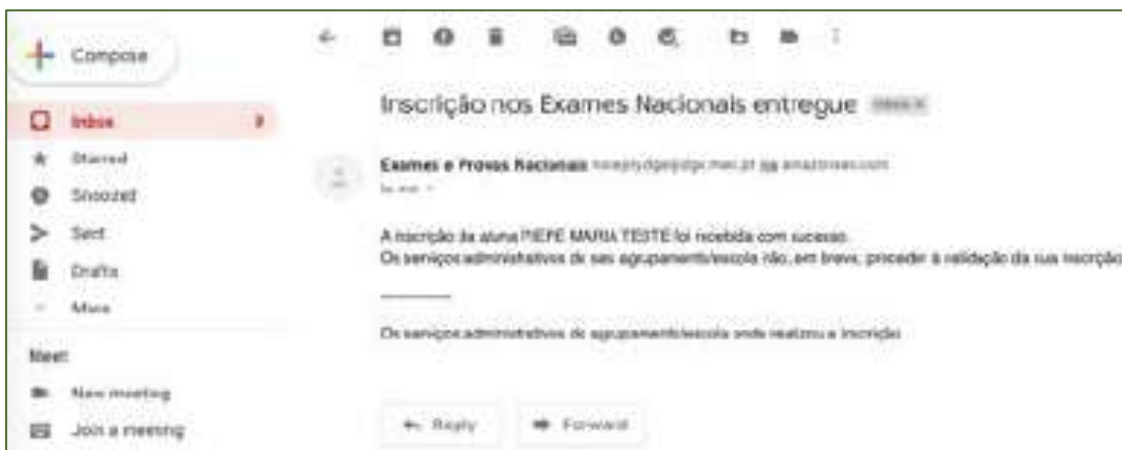 Compose
Inbox
Starred
Snoozed
Sent
Drafts
More
Meet
New meeting
Join a meeting
Inscrição nos Exames Nacionais entregue
Exames e Provas Nacionais
to me
A inscrição da aluna MARIA TESTE foi recebida com sucesso.
Os serviços administrativos do seu agrupamento/escola irão, em breve, proceder à validação da sua inscrição
Os serviços administrativos do agrupamento/escola onde realizou a inscrição
Reply
Forward